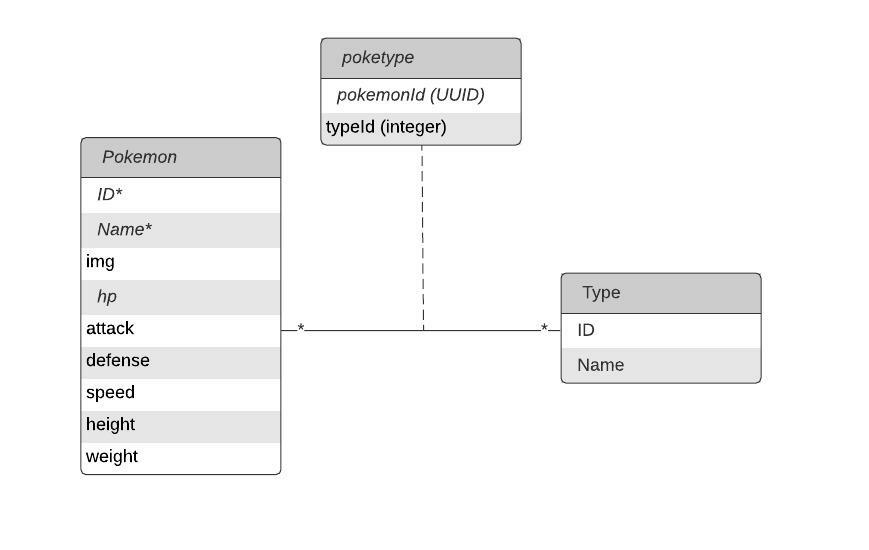 poketype
pokemonId (UUID)
typeId (integer)
Pokemon
ID*
Name*
img
hp
attack
defense
speed
height
weight
*
*
Type
ID
Name